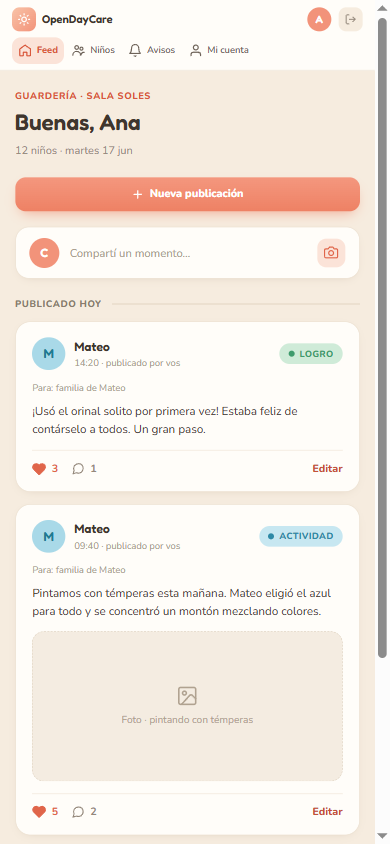 OpenDayCare
A
Feed
Niños
Avisos
Mi cuenta
GUARDERÍA · SALA SOLES
Buenas, Ana
12 niños · martes 17 jun
+ Nueva publicación
C
Compartí un momento...
PUBLICADO HOY
M
Mateo
14:20 · publicado por vos
LOGRO
Para: familia de Mateo
¡Usó el orinal solito por primera vez! Estaba feliz de
contárselo a todos. Un gran paso.
3
1
Editar
M
Mateo
09:40 · publicado por vos
ACTIVIDAD
Para: familia de Mateo
Pintamos con témperas esta mañana. Mateo eligió el azul
para todo y se concentró un montón mezclando colores.
Foto · pintando con témperas
5
2
Editar